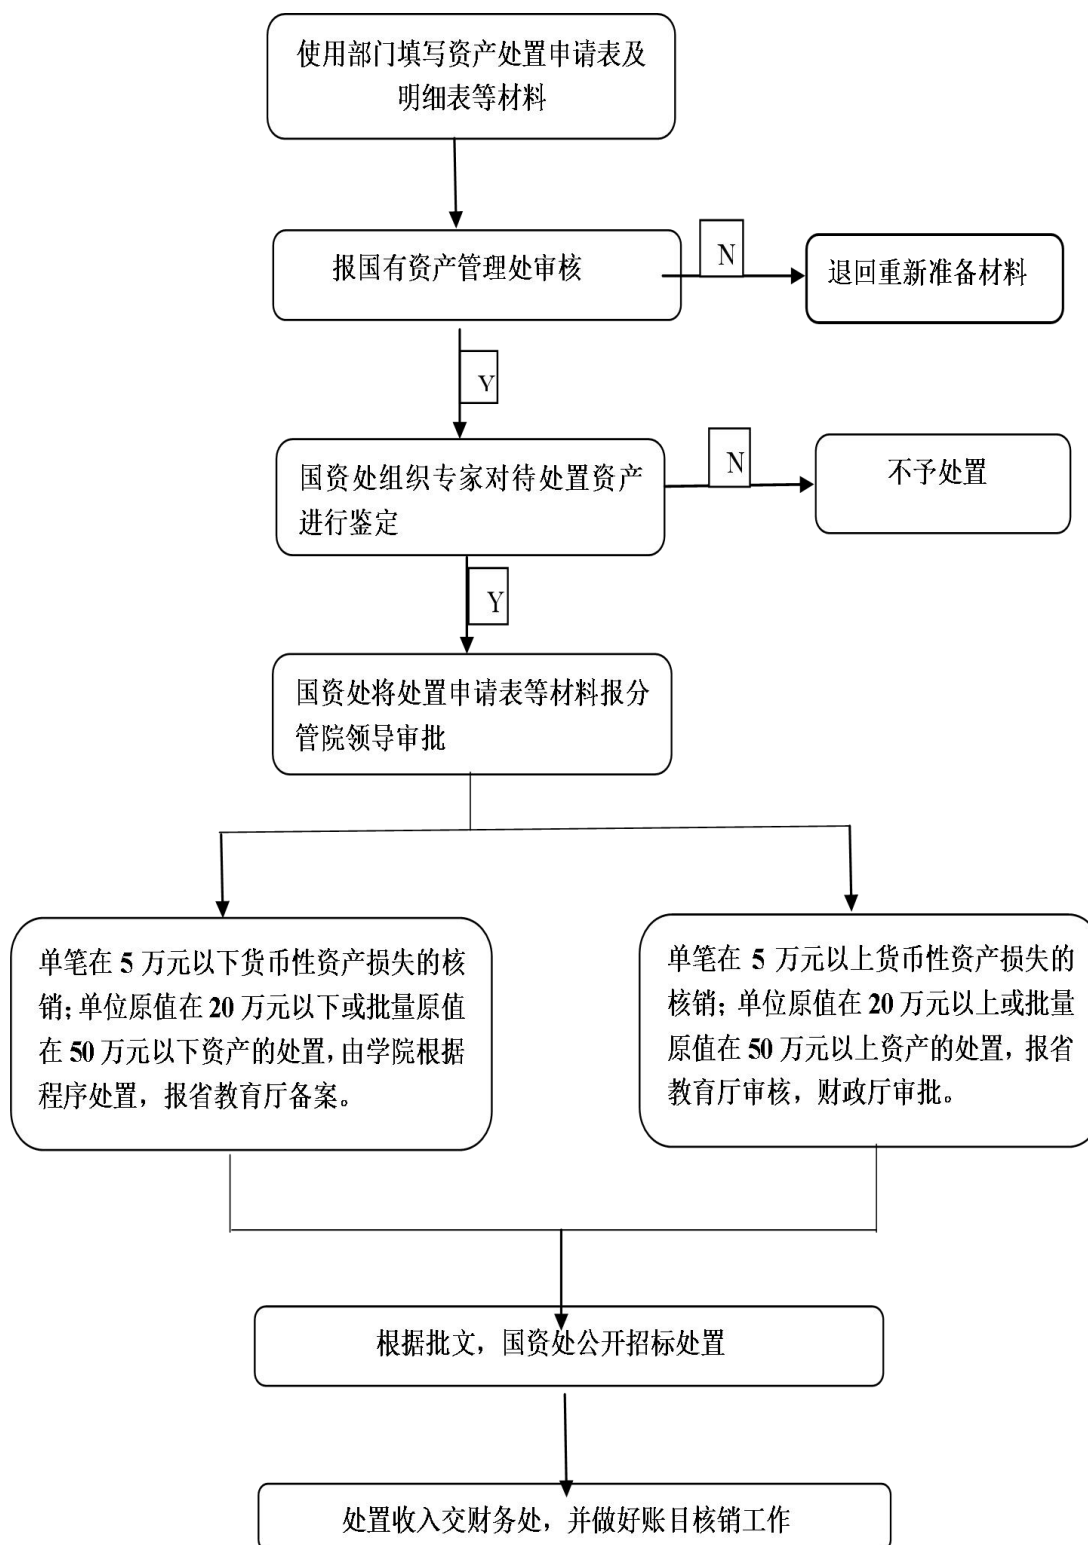 使用部门填写资产处置申请表及
明细表等材料
报国有资产管理处审核
N
退回重新准备材料
Y
国资处组织专家对待处置资产
进行鉴定
N
不予处置
Y
国资处将处置申请表等材料报分
管院领导审批
单笔在 5 万元以下货币性资产损失的核
销；单位原值在 20 万元以下或批量原值
在 50 万元以下资产的处置，由学院根据
程序处置，报省教育厅备案。
单笔在 5 万元以上货币性资产损失的
核销；单位原值在 20 万元以上或批量
原值在 50 万元以上资产的处置，报省
教育厅审核，财政厅审批。
根据批文，国资处公开招标处置
处置收入交财务处，并做好账目核销工作